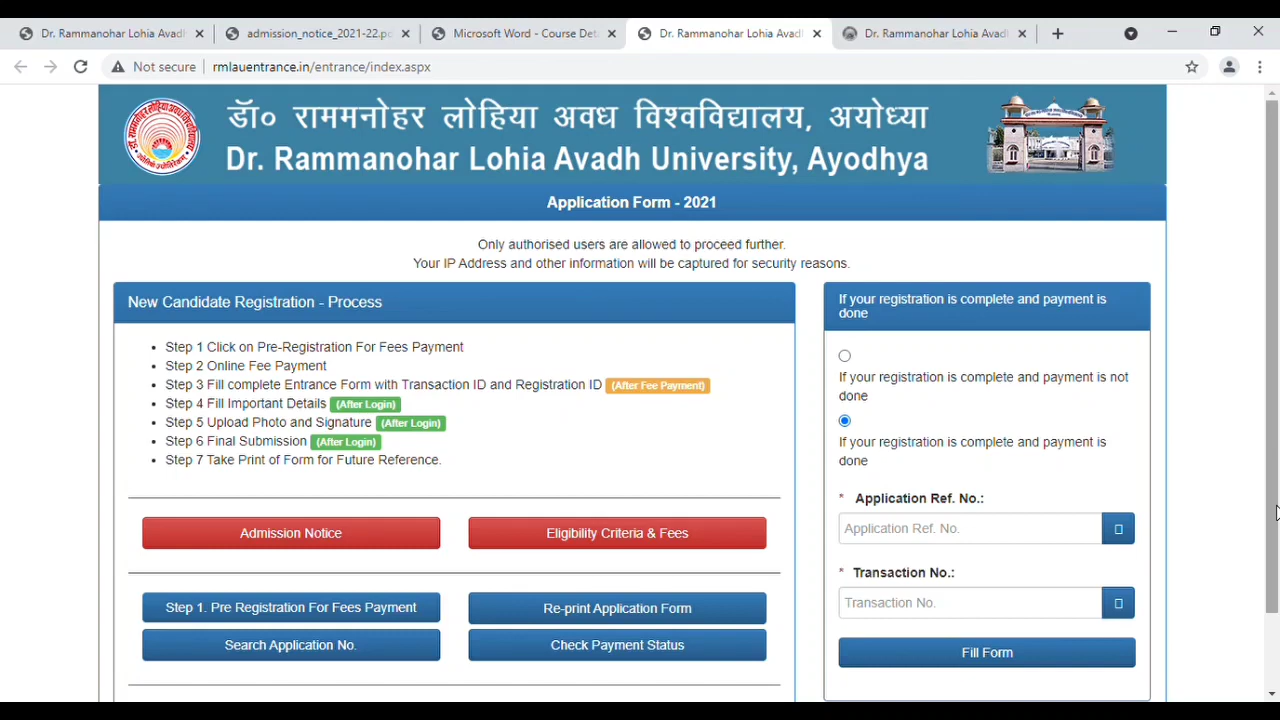 Dr. Rammanohar Lohia Avad
admission_notice_2021-22.p
Microsoft Word - Course Det
Dr. Rammanohar Lohia Avad
Dr. Rammanohar Lohia Avad
Not secure
rmlauentrance.in/entrance/index.aspx
डॉ० राममनोहर लोहिया अवध विश्वविद्यालय, अयोध्या
Dr. Rammanohar Lohia Avadh University, Ayodhya
Application Form - 2021
Only authorised users are allowed to proceed further.
Your IP Address and other information will be captured for security reasons.
New Candidate Registration - Process
• Step 1 Click on Pre-Registration For Fees Payment
• Step 2 Online Fee Payment
• Step 3 Fill complete Entrance Form with Transaction ID and Registration ID (After Fee Payment)
• Step 4 Fill Important Details (After Login)
• Step 5 Upload Photo and Signature (After Login)
• Step 6 Final Submission (After Login)
• Step 7 Take Print of Form for Future Reference.
Admission Notice
Eligibility Criteria & Fees
Step 1. Pre Registration For Fees Payment
Re-print Application Form
Search Application No.
Check Payment Status
If your registration is complete and payment is
done
If your registration is complete and payment is not
done
If your registration is complete and payment is
done
* Application Ref. No.:
Application Ref. No.
* Transaction No.:
Transaction No.
Fill Form